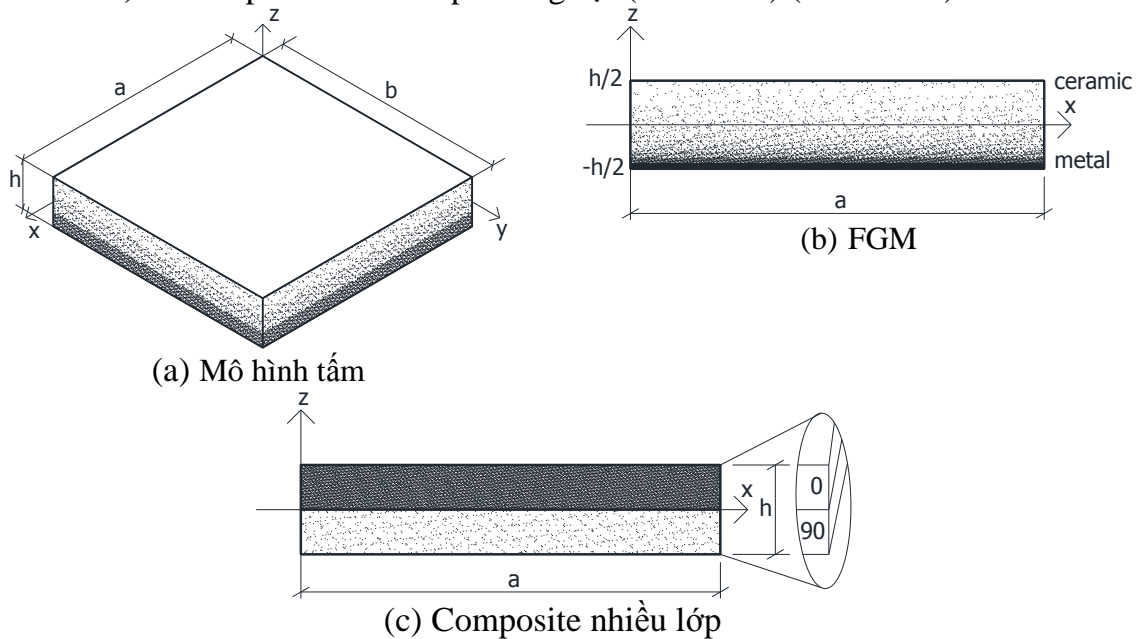 z
a
b
h
x
y
(a) Mô hình tấm
z
h/2
ceramic
x
-h/2
metal
a
(b) FGM
z
x
h
0
90
a
(c) Composite nhiều lớp